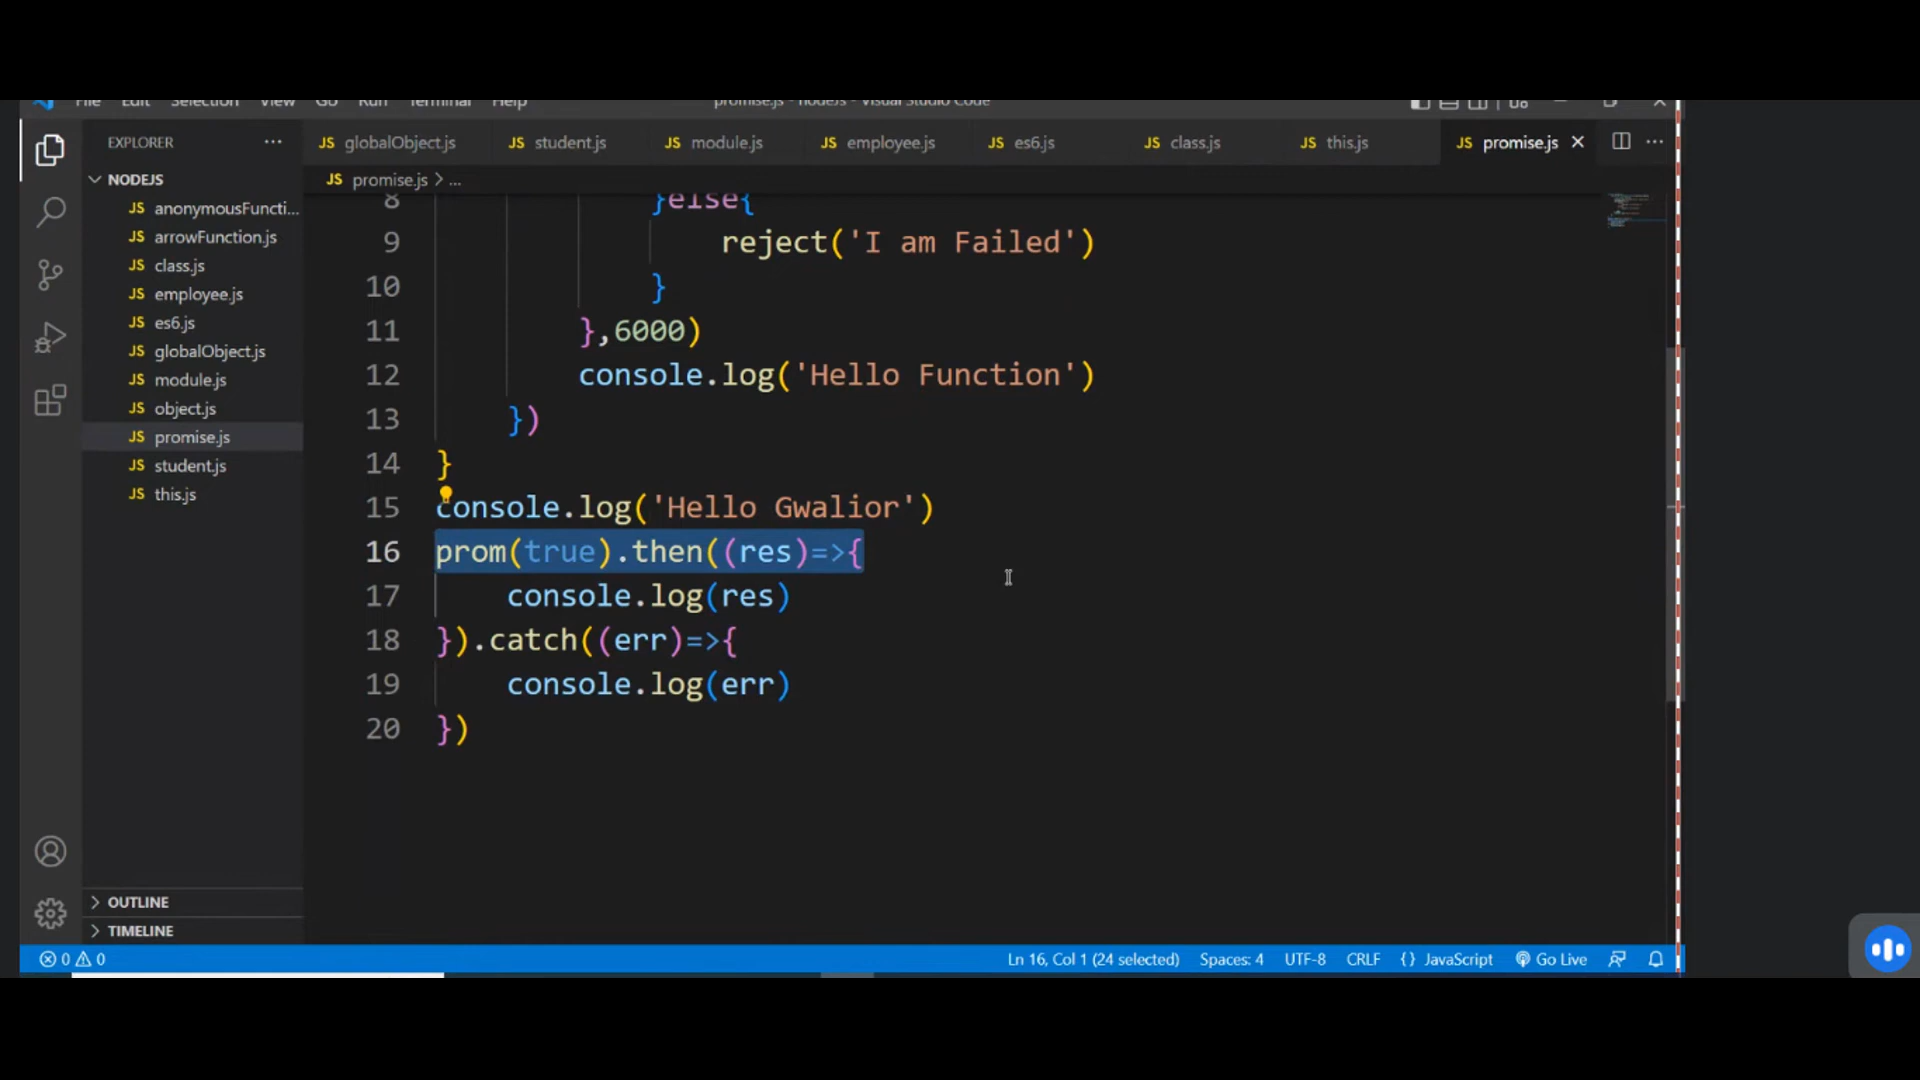 File Edit Selection View Go Run Terminal Help promise.js - nodeJs - Visual Studio Code
EXPLORER
JS globalObject.js JS student.js JS module.js JS employee.js JS es6.js JS class.js JS this.js JS promise.js
JS promise.js > ...
NODEJS
JS anonymousFuncti...
JS arrowFunction.js
JS class.js
JS employee.js
JS es6.js
JS globalObject.js
JS module.js
JS object.js
JS promise.js
JS student.js
JS this.js
OUTLINE
TIMELINE
8 }else{
9 reject('I am Failed')
10 }
11 },6000)
12 console.log('Hello Function')
13 })
14 }
15 console.log('Hello Gwalior')
16 prom(true).then((res)=>{
17 console.log(res)
18 }).catch((err)=>{
19 console.log(err)
20 })
0 0 Ln 16, Col 1 (24 selected) Spaces: 4 UTF-8 CRLF {} JavaScript Go Live